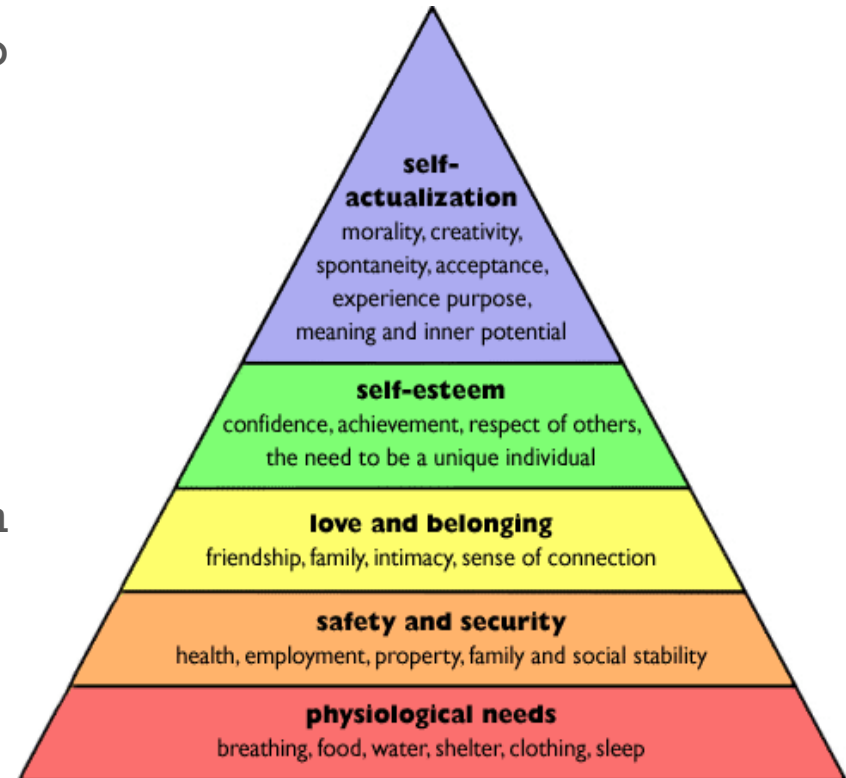 self-
actualization
morality, creativity,
spontaneity, acceptance,
experience purpose,
meaning and inner potential
self-esteem
confidence, achievement, respect of others,
the need to be a unique individual
love and belonging
friendship, family, intimacy, sense of connection
safety and security
health, employment, property, family and social stability
physiological needs
breathing, food, water, shelter, clothing, sleep